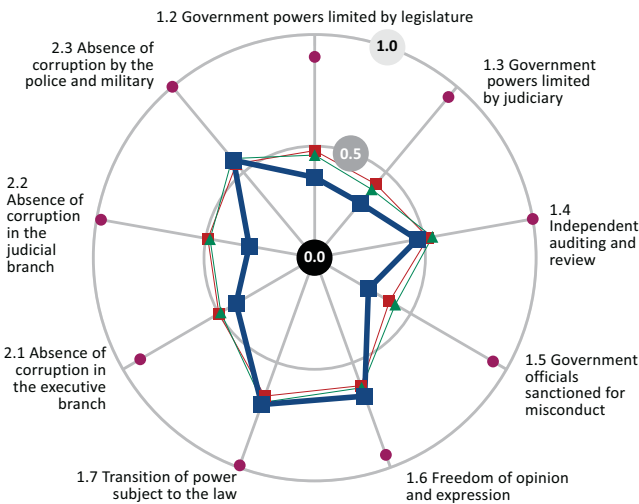 1.2 Government powers limited by legislature
1.0
2.3 Absence of
corruption by the
police and military
1.3 Government
powers limited
by judiciary
0.5
2.2
Absence of
corruption
in the
judicial
branch
1.4
Independent
auditing and
review
0.0
2.1 Absence of
corruption in
the executive
branch
1.5 Government
officials
sanctioned for
misconduct
1.7 Transition of power
subject to the law
1.6 Freedom of opinion
and expression